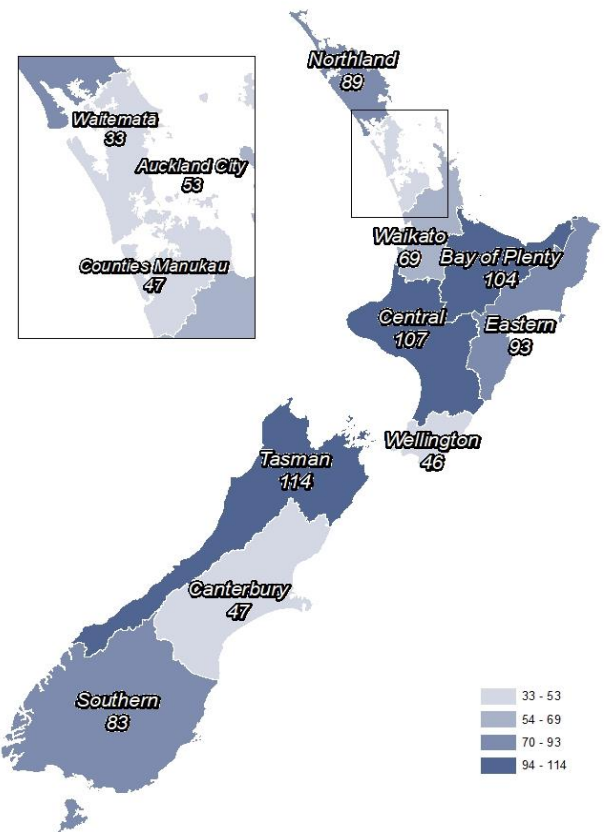 Northland
89
Waitematā
33
Auckland City
53
Counties Manukau
47
Waikato
69
Bay of Plenty
104
Central
107
Eastern
93
Wellington
46
Tasman
114
Canterbury
47
Southern
83
33 - 53
54 - 69
70 - 93
94 - 114